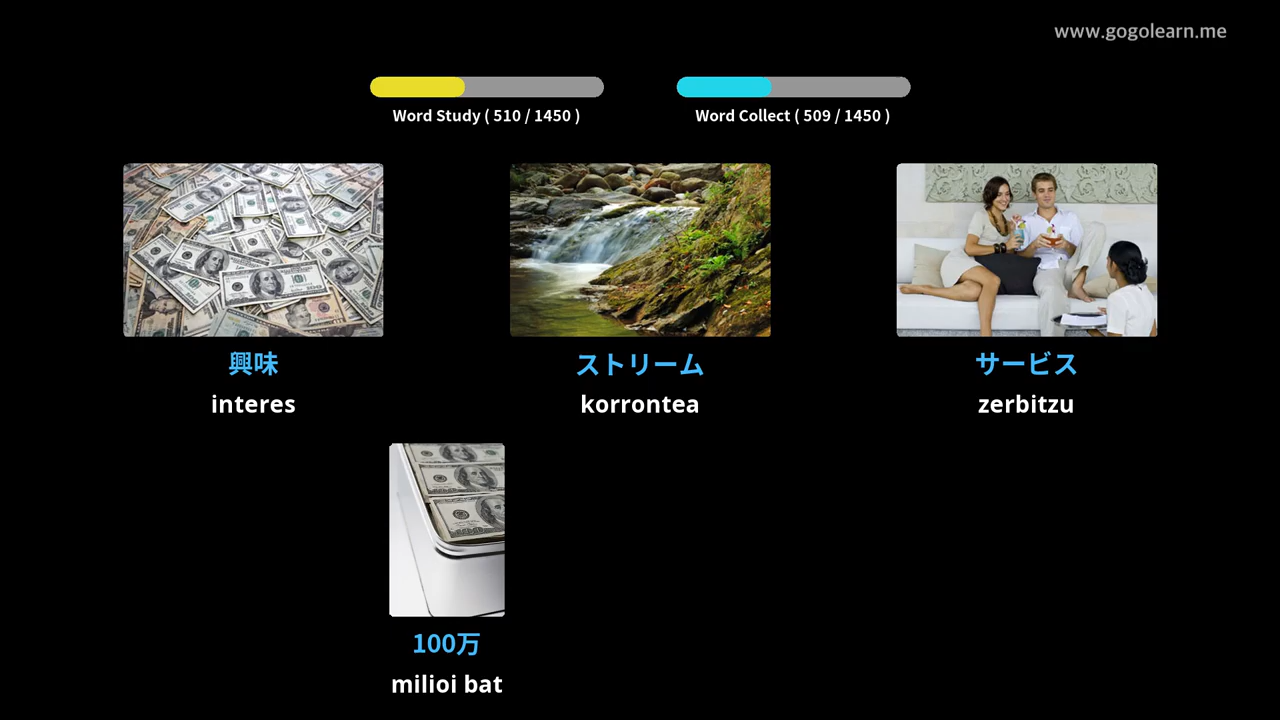 www.gogolearn.me
Word Study ( 510 / 1450 )
Word Collect ( 509 / 1450 )
興味
interes
ストリーム
korrontea
サービス
zerbitzu
100万
milioi bat